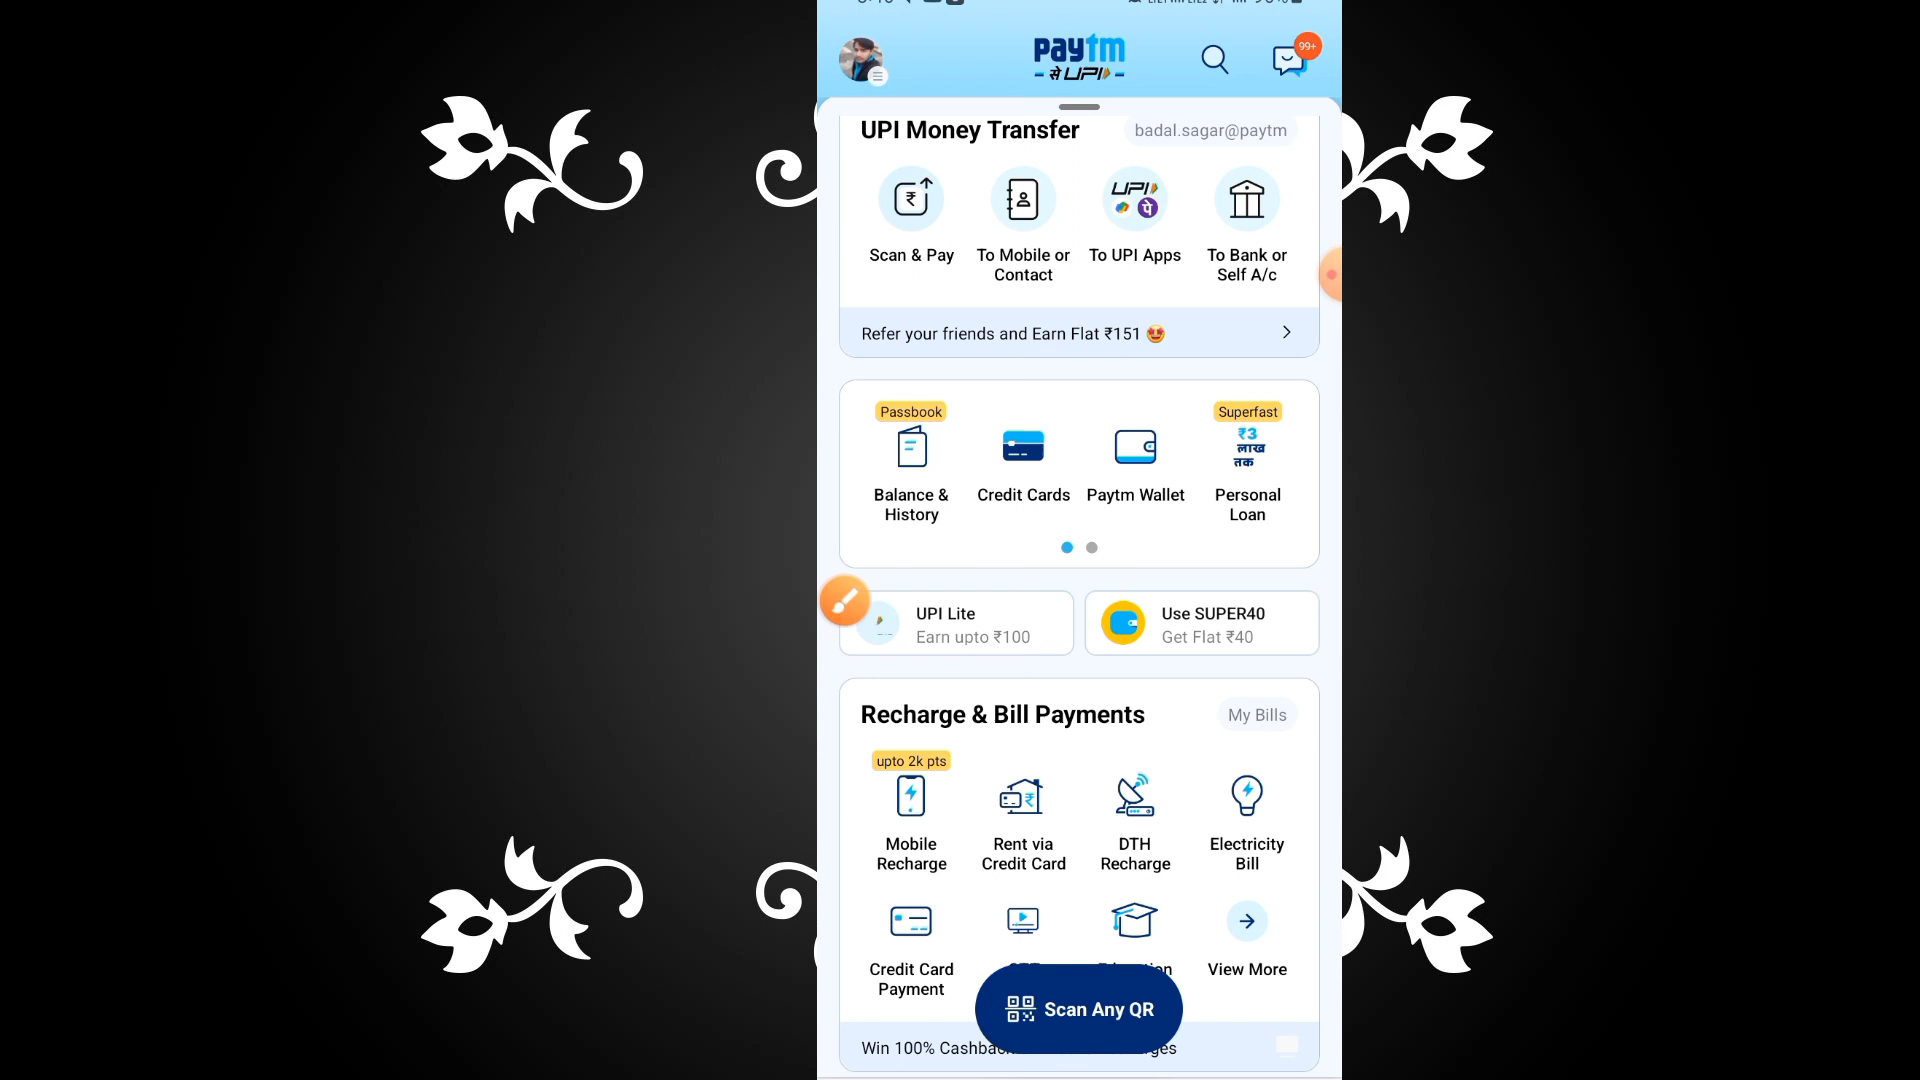 99+
paytm
से UPI
UPI Money Transfer
badal.sagar@paytm
UPI
पे
Scan & Pay
To Mobile or
Contact
To UPI Apps
To Bank or
Self A/c
Refer your friends and Earn Flat ₹151
Passbook
Superfast
₹3
लाख
तक
Balance &
History
Credit Cards
Paytm Wallet
Personal
Loan
UPI Lite
Earn upto ₹100
Use SUPER40
Get Flat ₹40
Recharge & Bill Payments
My Bills
upto 2k pts
Mobile
Recharge
Rent via
Credit Card
DTH
Recharge
Electricity
Bill
Credit Card
Payment
View More
Scan Any QR
Win 100%